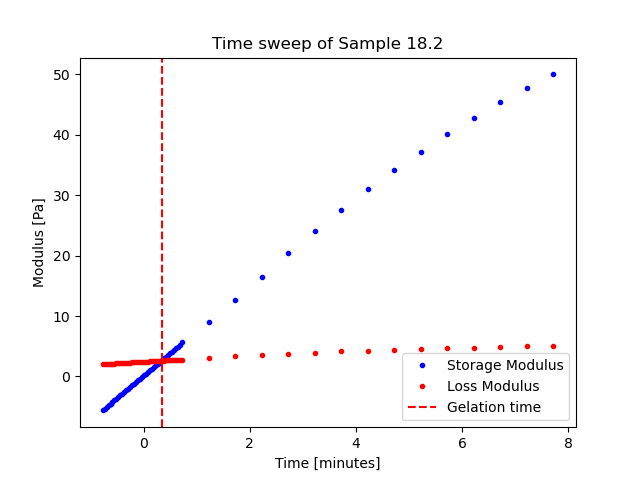 Time sweep of Sample 18.2
50
40
30
20
10
0
Modulus [Pa]
Storage Modulus
Loss Modulus
Gelation time
0 2 4 6 8
Time [minutes]